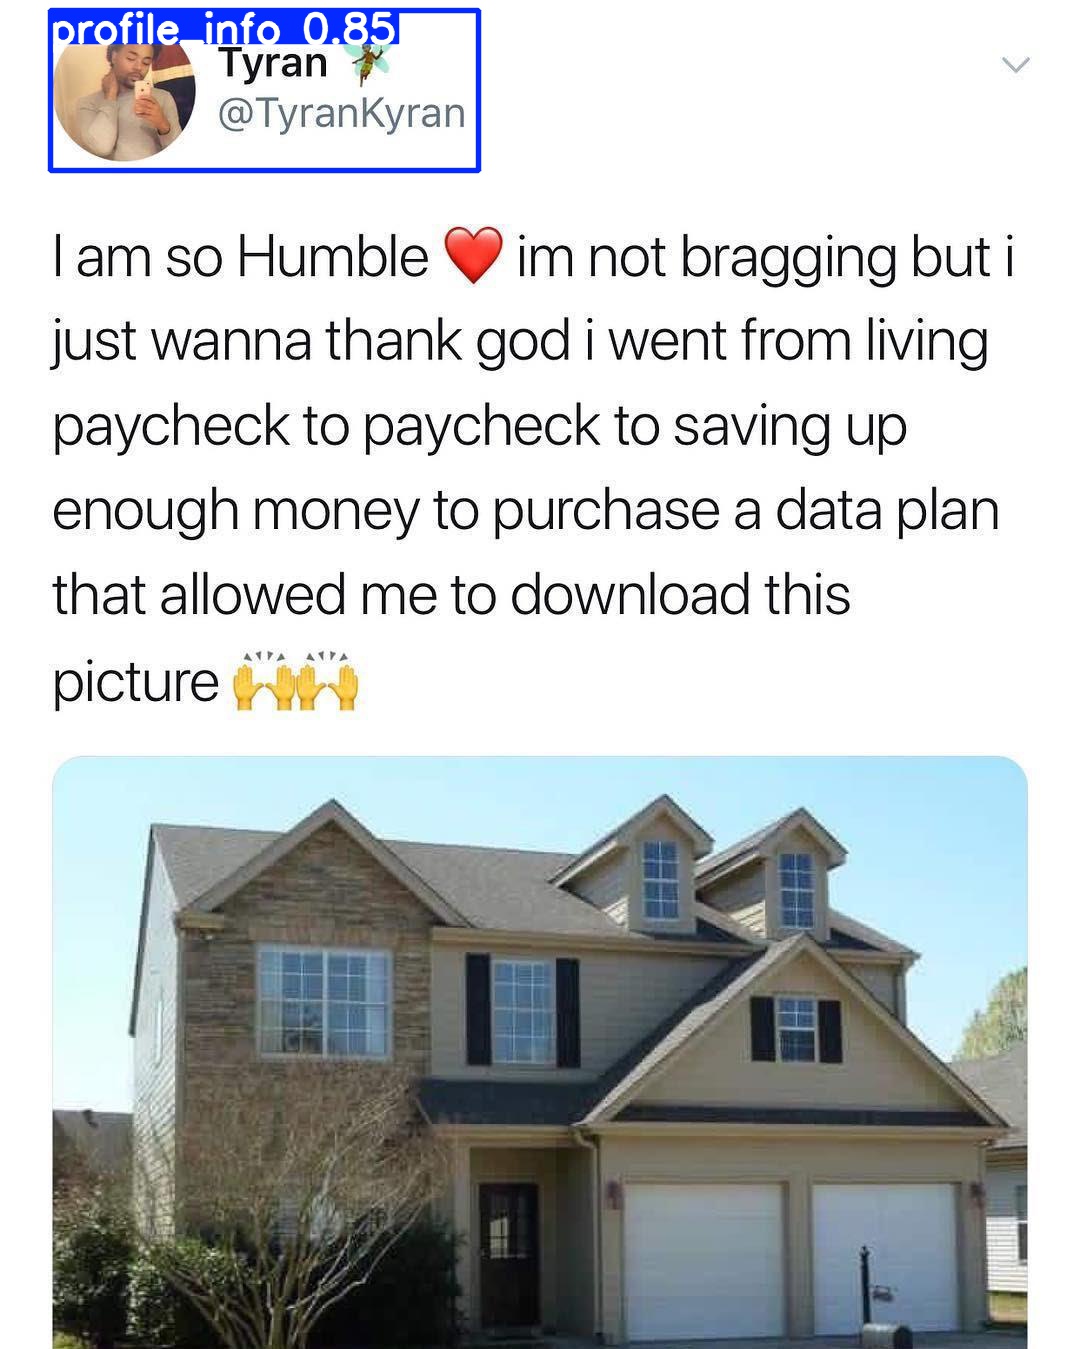 profile_info 0.85
Tyran 🧚🏾
@TyranKyran
I am so Humble ❤️ im not bragging but i
just wanna thank god i went from living
paycheck to paycheck to saving up
enough money to purchase a data plan
that allowed me to download this
picture 🙌🙌